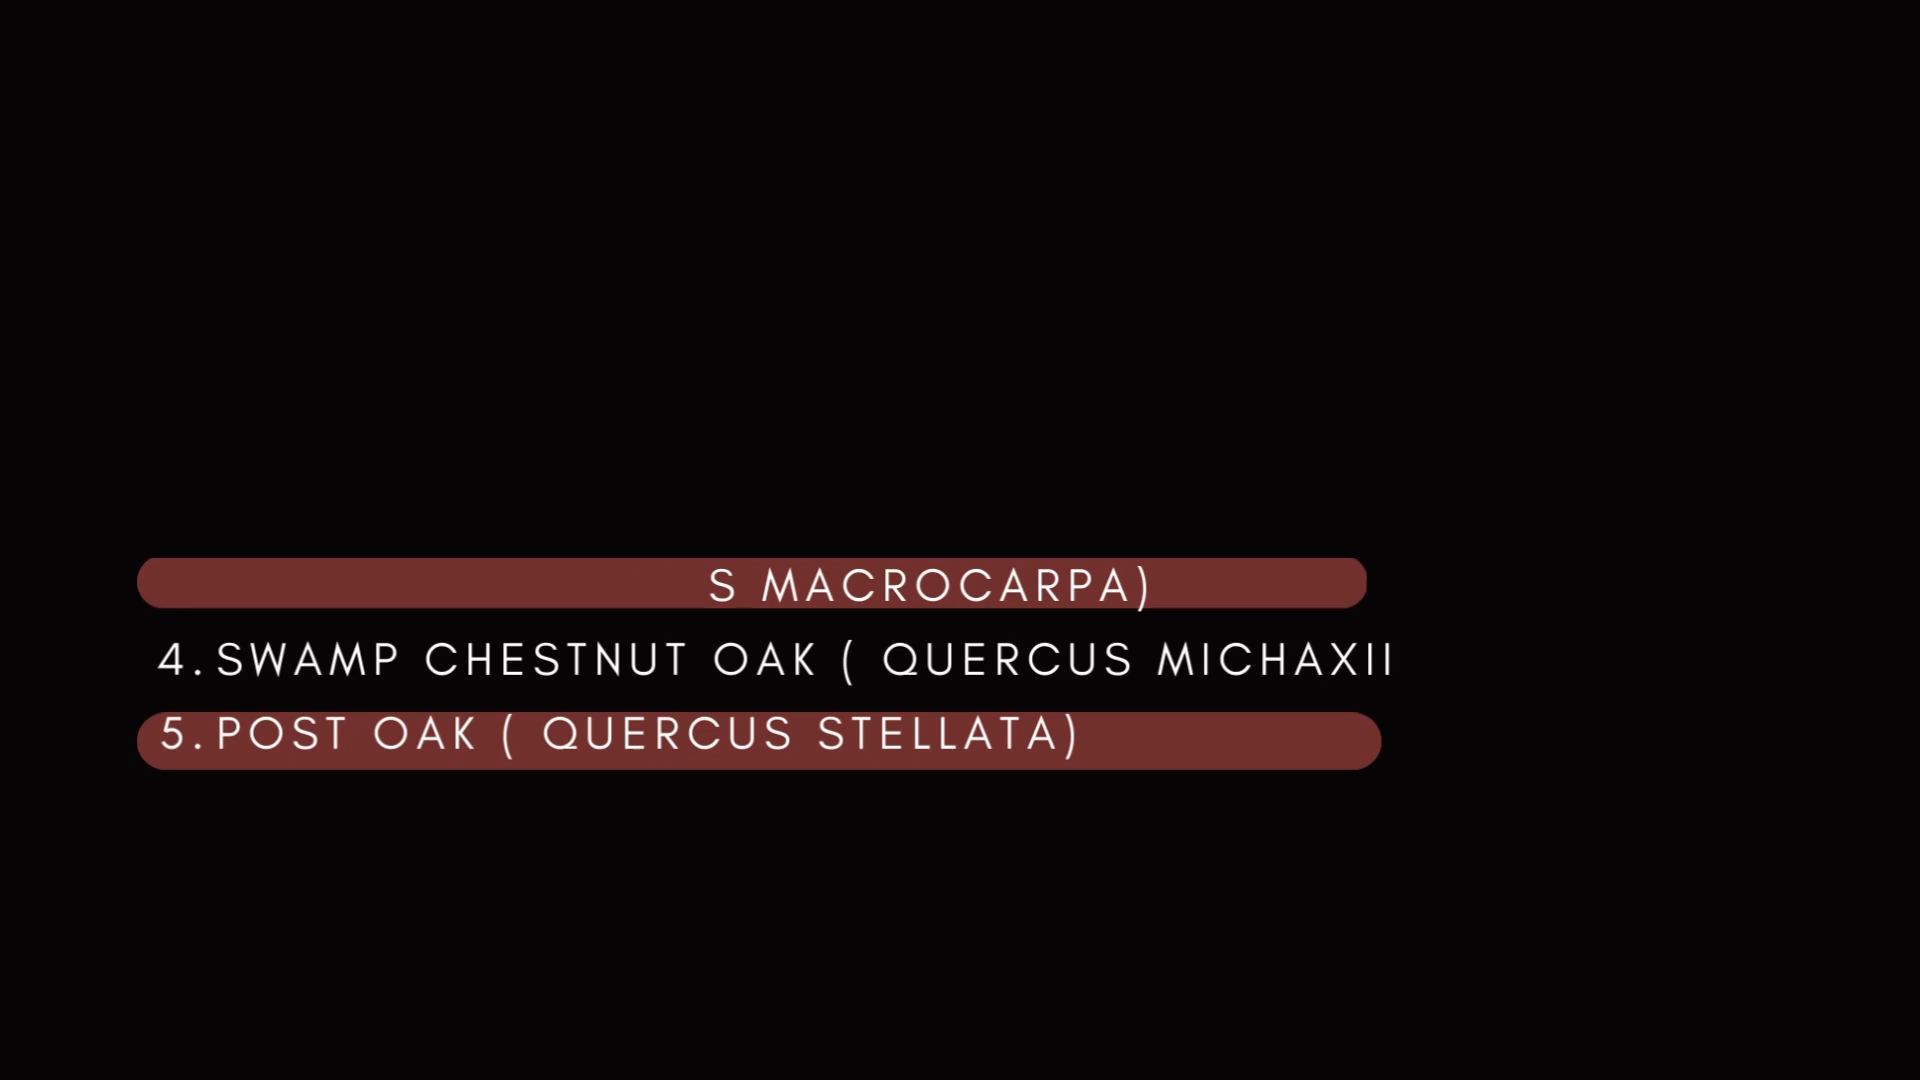 S MACROCARPA)
4. SWAMP CHESTNUT OAK ( QUERCUS MICHAXII
5. POST OAK ( QUERCUS STELLATA)